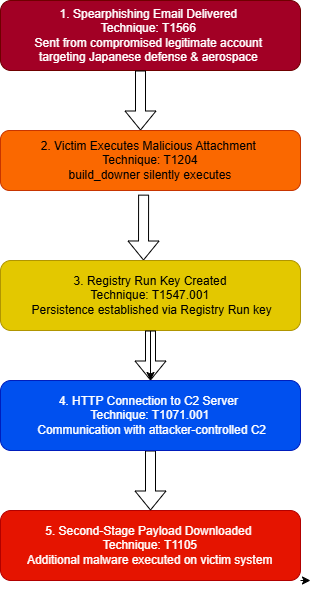 1. Spearphishing Email Delivered
Technique: T1566
Sent from compromised legitimate account
targeting Japanese defense & aerospace
2. Victim Executes Malicious Attachment
Technique: T1204
build_downer silently executes
3. Registry Run Key Created
Technique: T1547.001
Persistence established via Registry Run key
4. HTTP Connection to C2 Server
Technique: T1071.001
Communication with attacker-controlled C2
5. Second-Stage Payload Downloaded
Technique: T1105
Additional malware executed on victim system